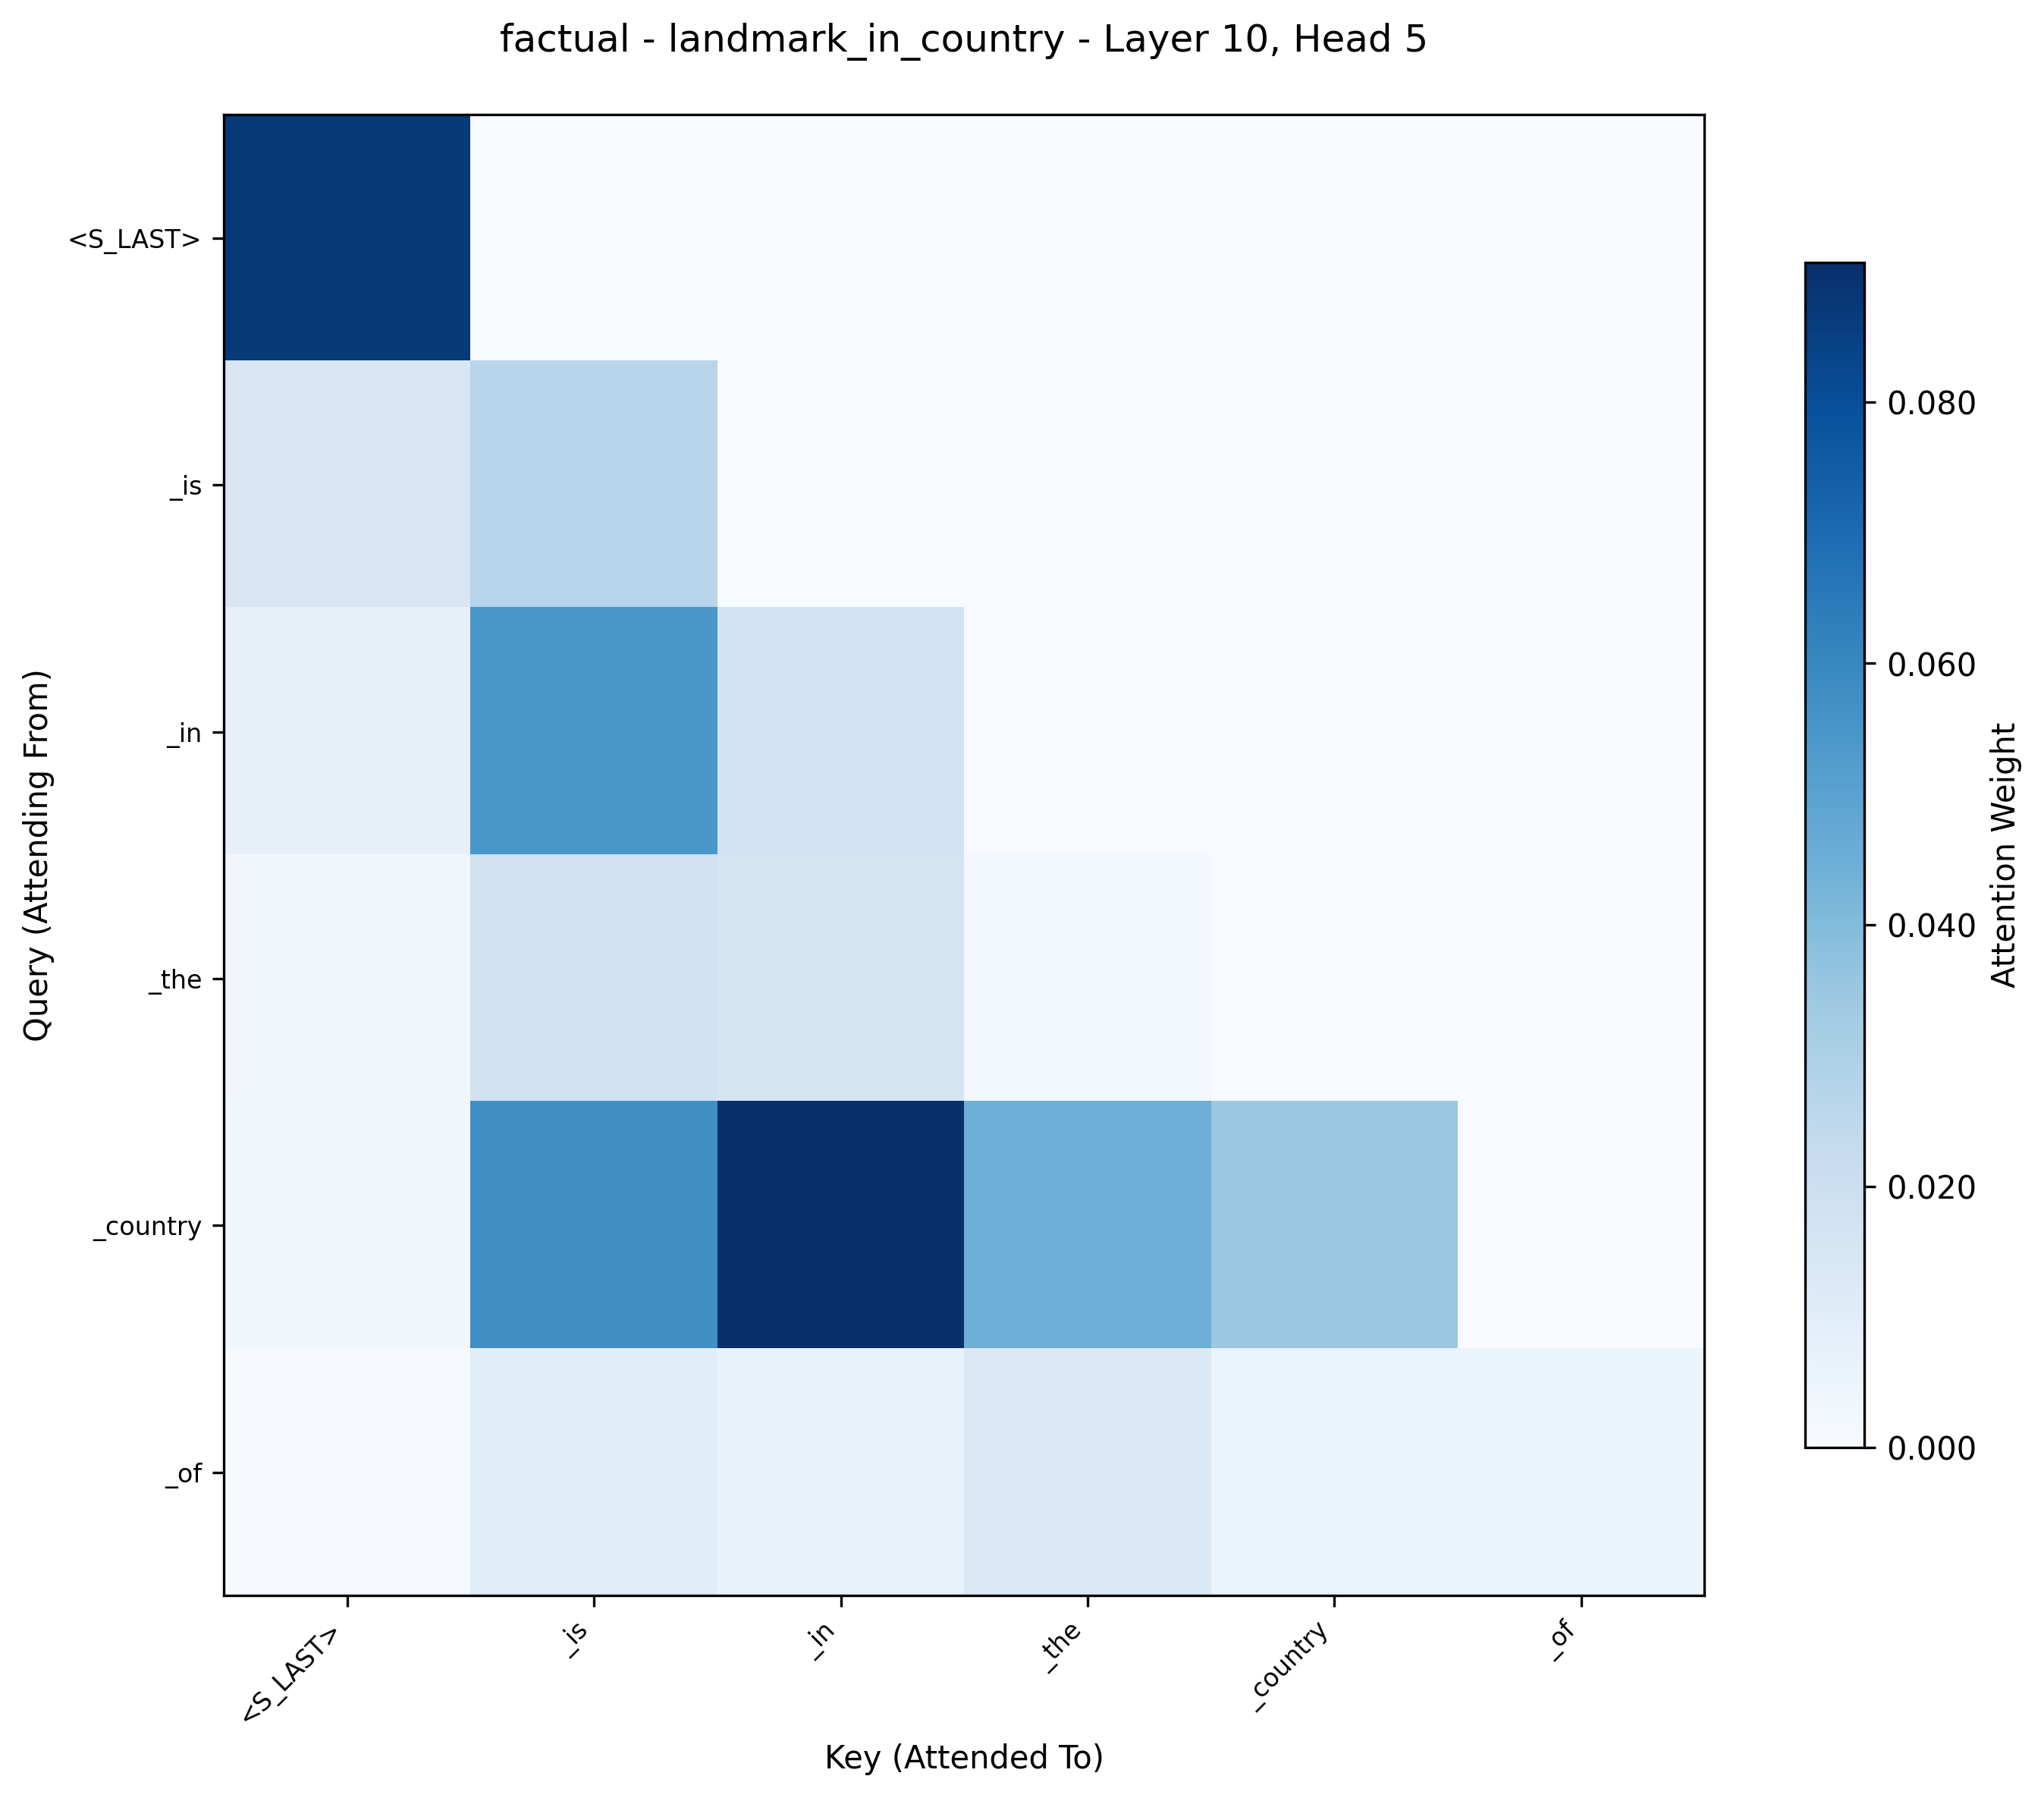 factual - landmark_in_country - Layer 10, Head 5
Query (Attending From)
<S_LAST>
_is
_in
_the
_country
_of
<S_LAST>
_is
_in
_the
_country
_of
Key (Attended To)
0.080
0.060
0.040
0.020
0.000
Attention Weight